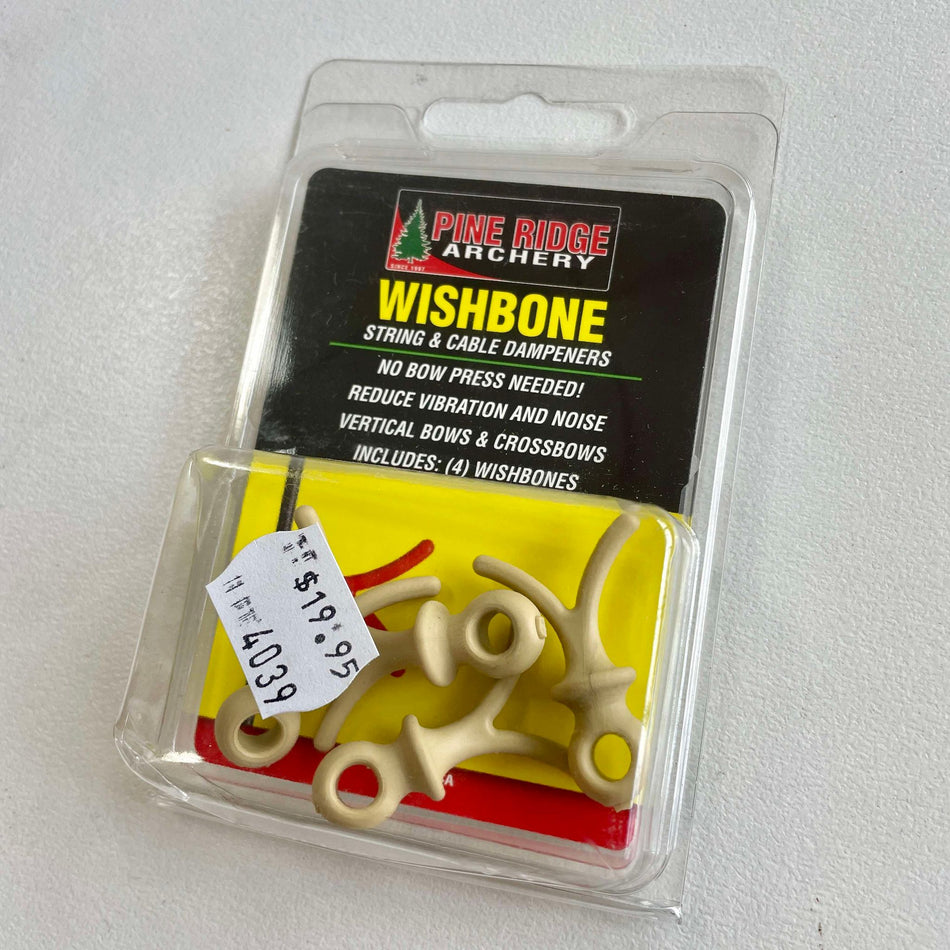 PINE RIDGE
ARCHERY
SINCE 1997
WISHBONE
STRING & CABLE DAMPENERS
NO BOW PRESS NEEDED!
REDUCE VIBRATION AND NOISE
VERTICAL BOWS & CROSSBOWS
INCLUDES: (4) WISHBONES
$19.95
4039